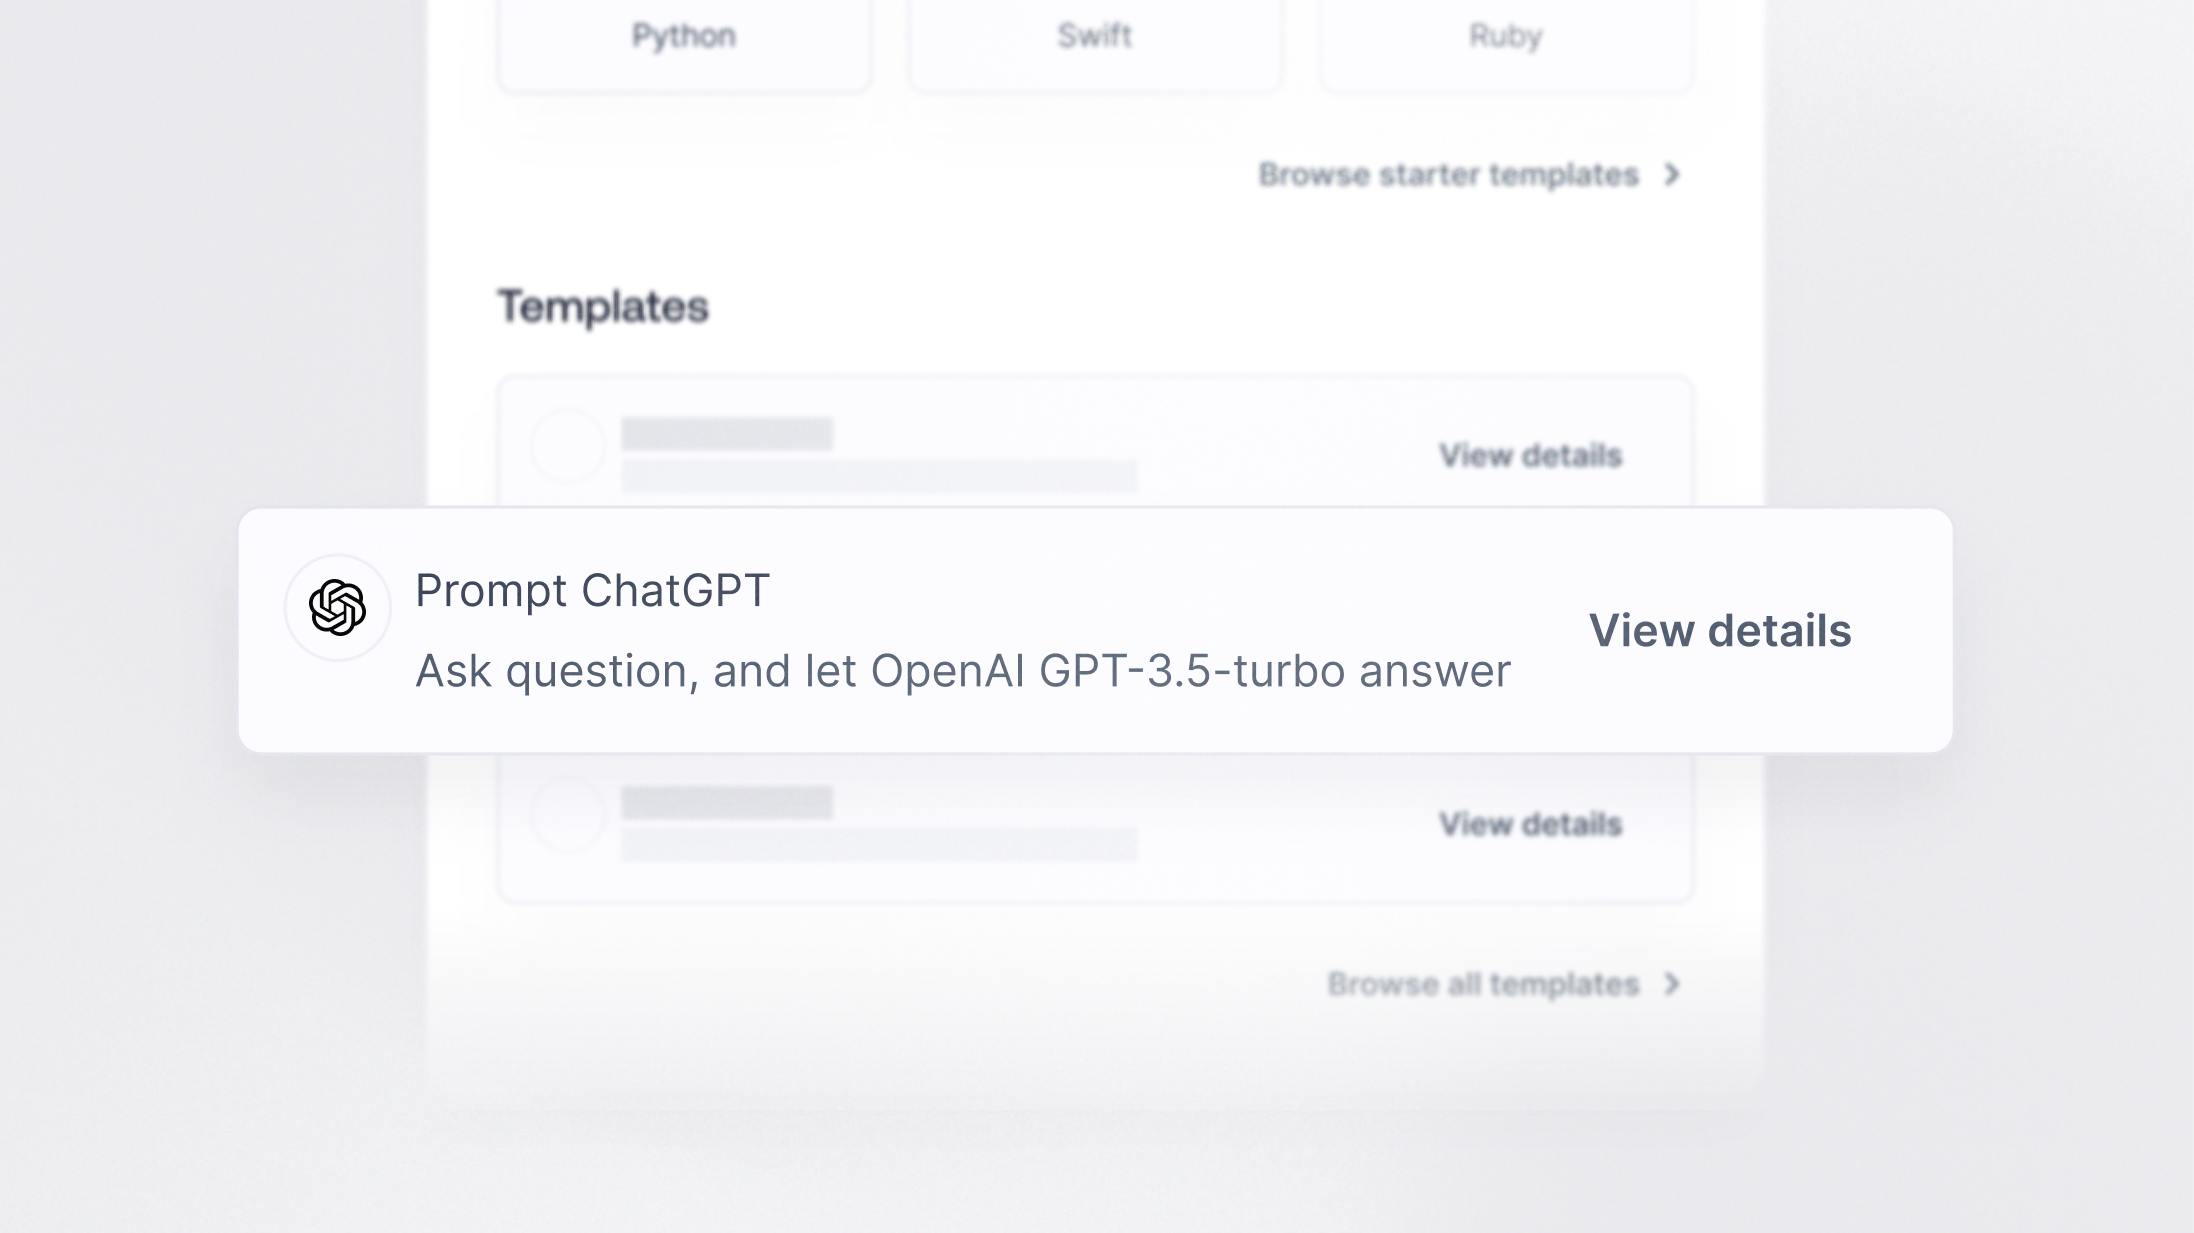 Python
Swift
Ruby
Browse starter templates
Templates
View details
Prompt ChatGPT
Ask question, and let OpenAI GPT-3.5-turbo answer
View details
View details
Browse all templates